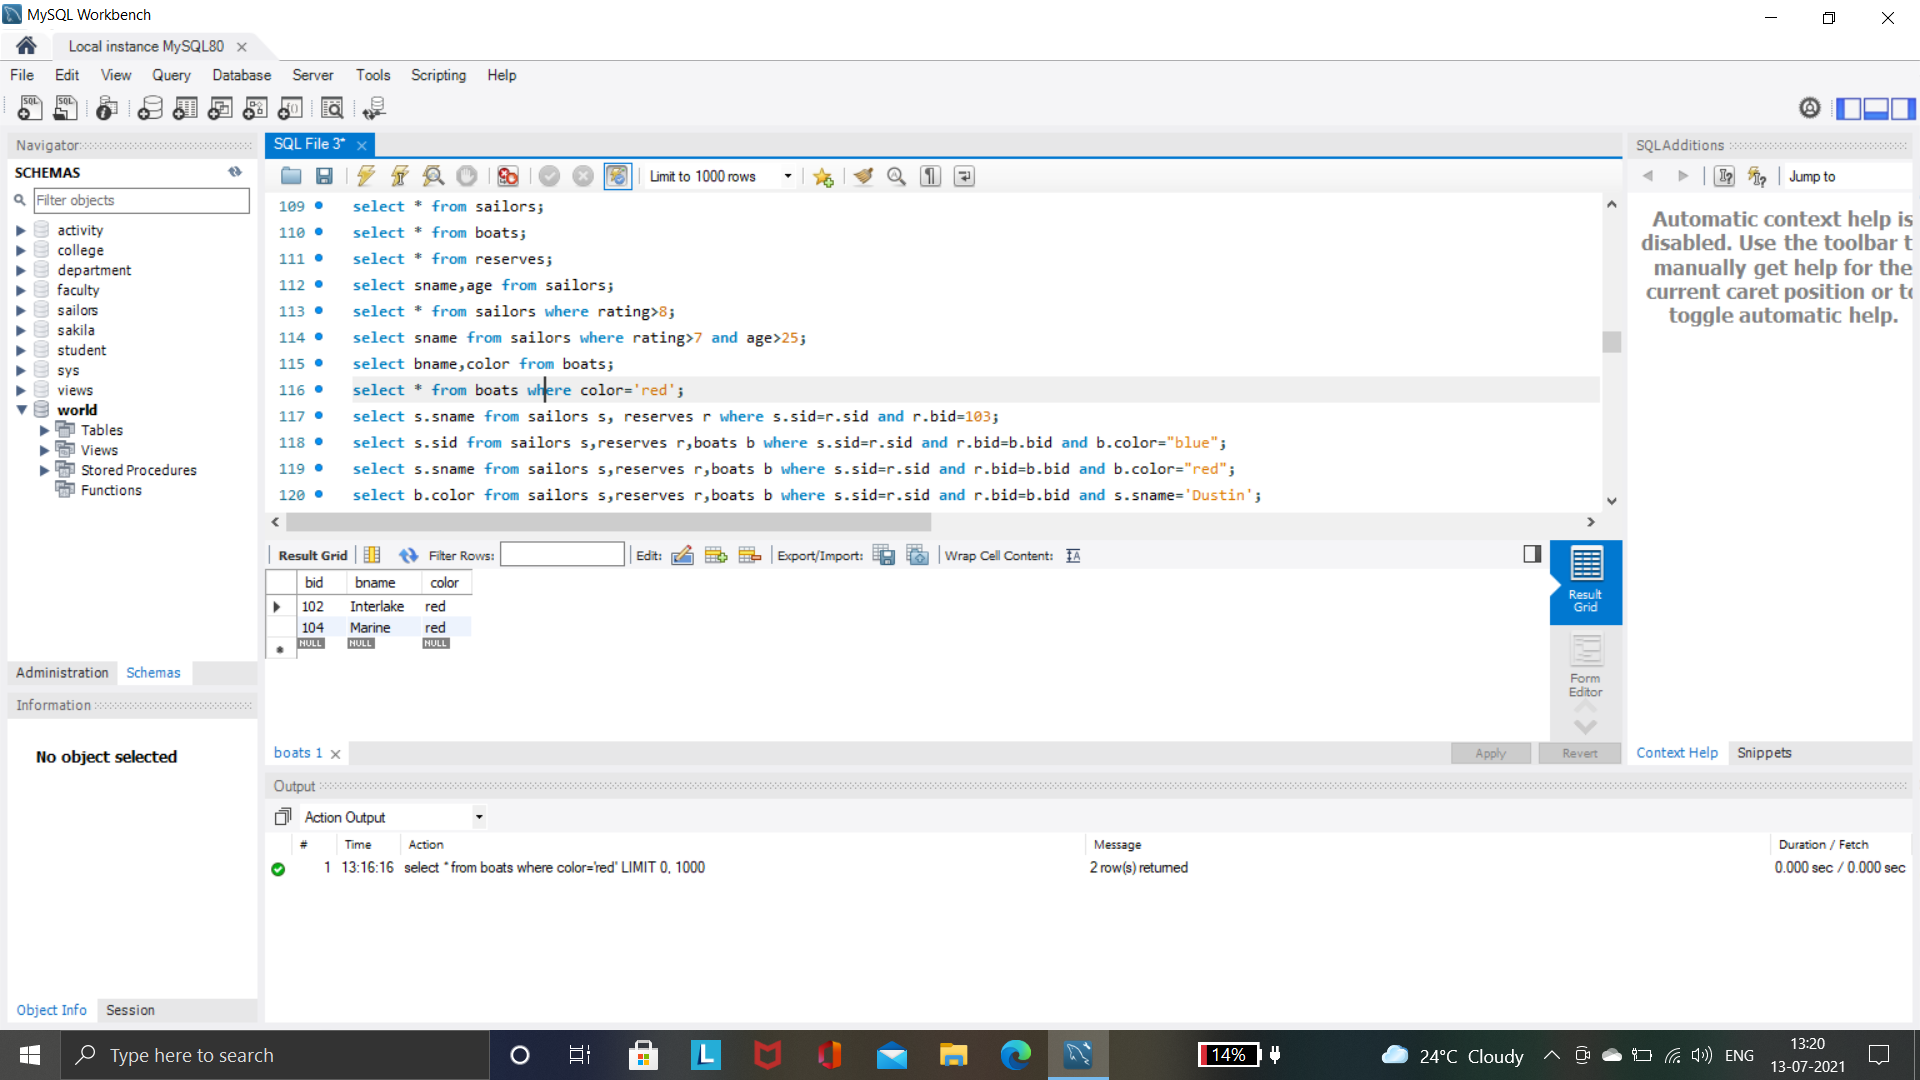 MySQL Workbench
Local instance MySQL80
File Edit View Query Database Server Tools Scripting Help
Navigator
SCHEMAS
Filter objects
activity
college
department
faculty
sailors
sakila
student
sys
views
world
Tables
Views
Stored Procedures
Functions
Administration Schemas
Information
No object selected
Object Info Session
SQL File 3*
Limit to 1000 rows
109 select * from sailors;
110 select * from boats;
111 select * from reserves;
112 select sname,age from sailors;
113 select * from sailors where rating>8;
114 select sname from sailors where rating>7 and age>25;
115 select bname,color from boats;
116 select * from boats where color='red';
117 select s.sname from sailors s, reserves r where s.sid=r.sid and r.bid=103;
118 select s.sid from sailors s,reserves r,boats b where s.sid=r.sid and r.bid=b.bid and b.color="blue";
119 select s.sname from sailors s,reserves r,boats b where s.sid=r.sid and r.bid=b.bid and b.color="red";
120 select b.color from sailors s,reserves r,boats b where s.sid=r.sid and r.bid=b.bid and s.sname='Dustin';
Result Grid Filter Rows: Edit: Export/Import: Wrap Cell Content:
bid bname color
102 Interlake red
104 Marine red
NULL NULL NULL
Result
Grid
Form
Editor
boats 1
Apply Revert
SQLAdditions
Jump to
Automatic context help is
disabled. Use the toolbar t
manually get help for the
current caret position or to
toggle automatic help.
Context Help Snippets
Output
Action Output
# Time Action Message Duration / Fetch
1 13:16:16 select * from boats where color='red' LIMIT 0, 1000 2 row(s) returned 0.000 sec / 0.000 sec
Type here to search
14%
24°C Cloudy
ENG
13:20
13-07-2021